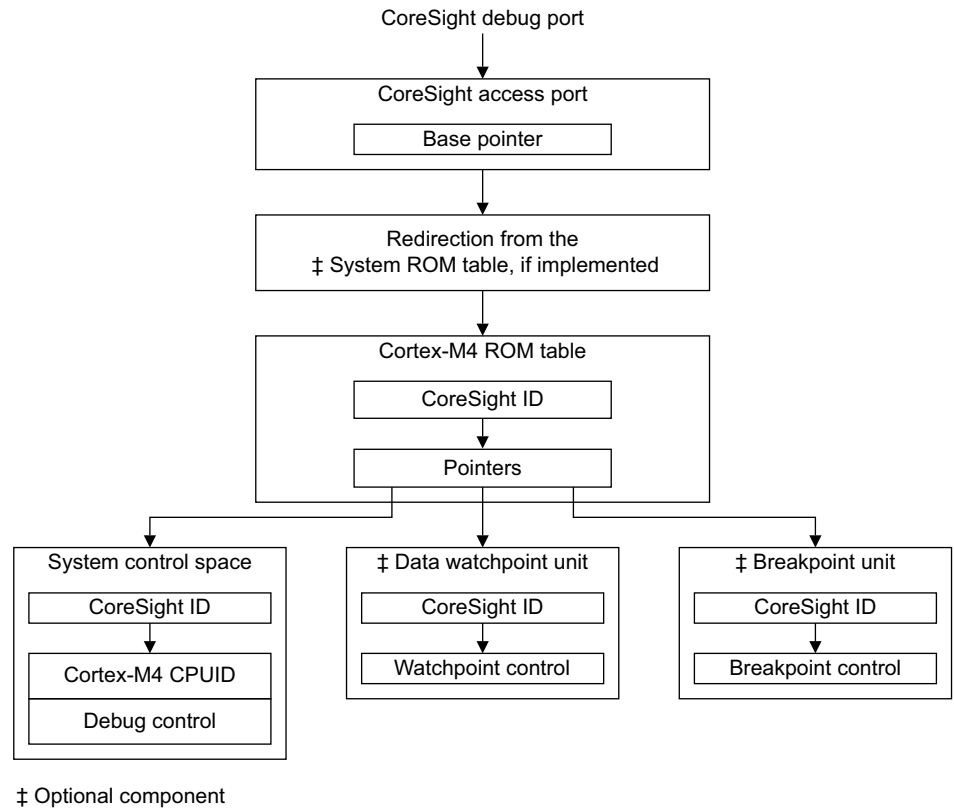 CoreSight debug port
CoreSight access port
Base pointer
Redirection from the
‡ System ROM table, if implemented
Cortex-M4 ROM table
CoreSight ID
Pointers
System control space
CoreSight ID
Cortex-M4 CPUID
Debug control
‡ Data watchpoint unit
CoreSight ID
Watchpoint control
‡ Breakpoint unit
CoreSight ID
Breakpoint control
‡ Optional component